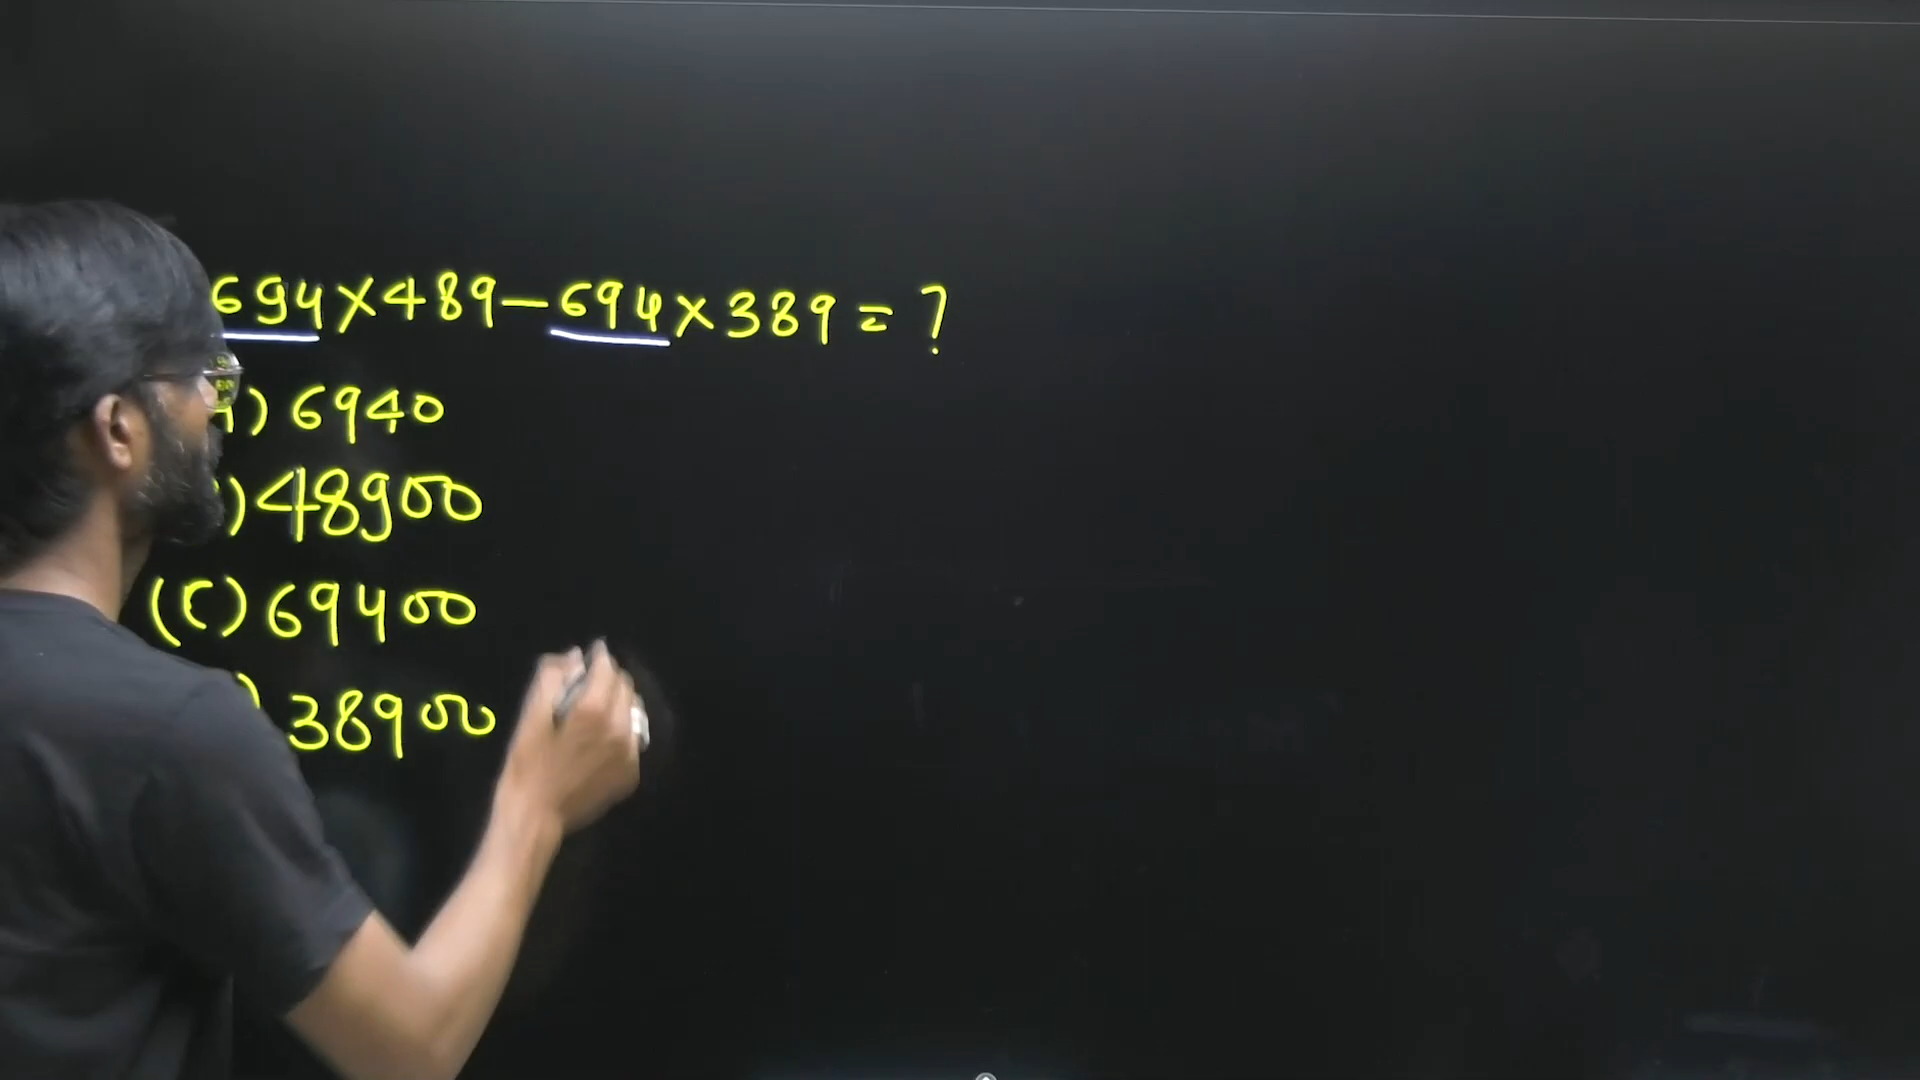 694×489–694×389 = ?
) 6940
) 48900
(C) 69400
) 38900